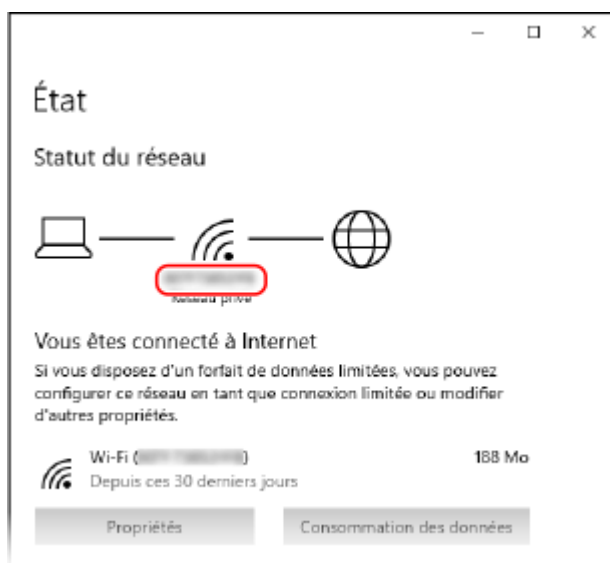 État
Statut du réseau
Réseau privé
Vous êtes connecté à Internet
Si vous disposez d'un forfait de données limitées, vous pouvez
configurer ce réseau en tant que connexion limitée ou modifier
d'autres propriétés.
Wi-Fi ( ) 188 Mo
Depuis ces 30 derniers jours
Propriétés Consommation des données